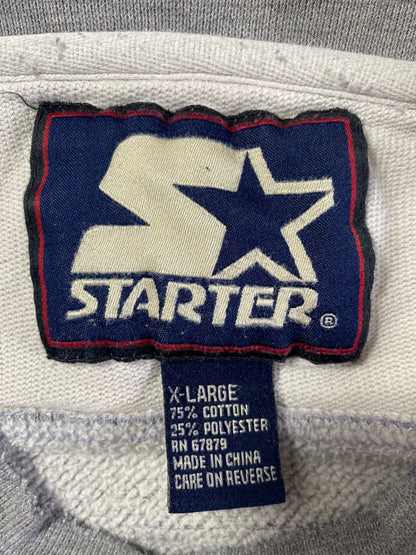 STARTER®
X-LARGE
75% COTTON
25% POLYESTER
RN 67879
MADE IN CHINA
CARE ON REVERSE